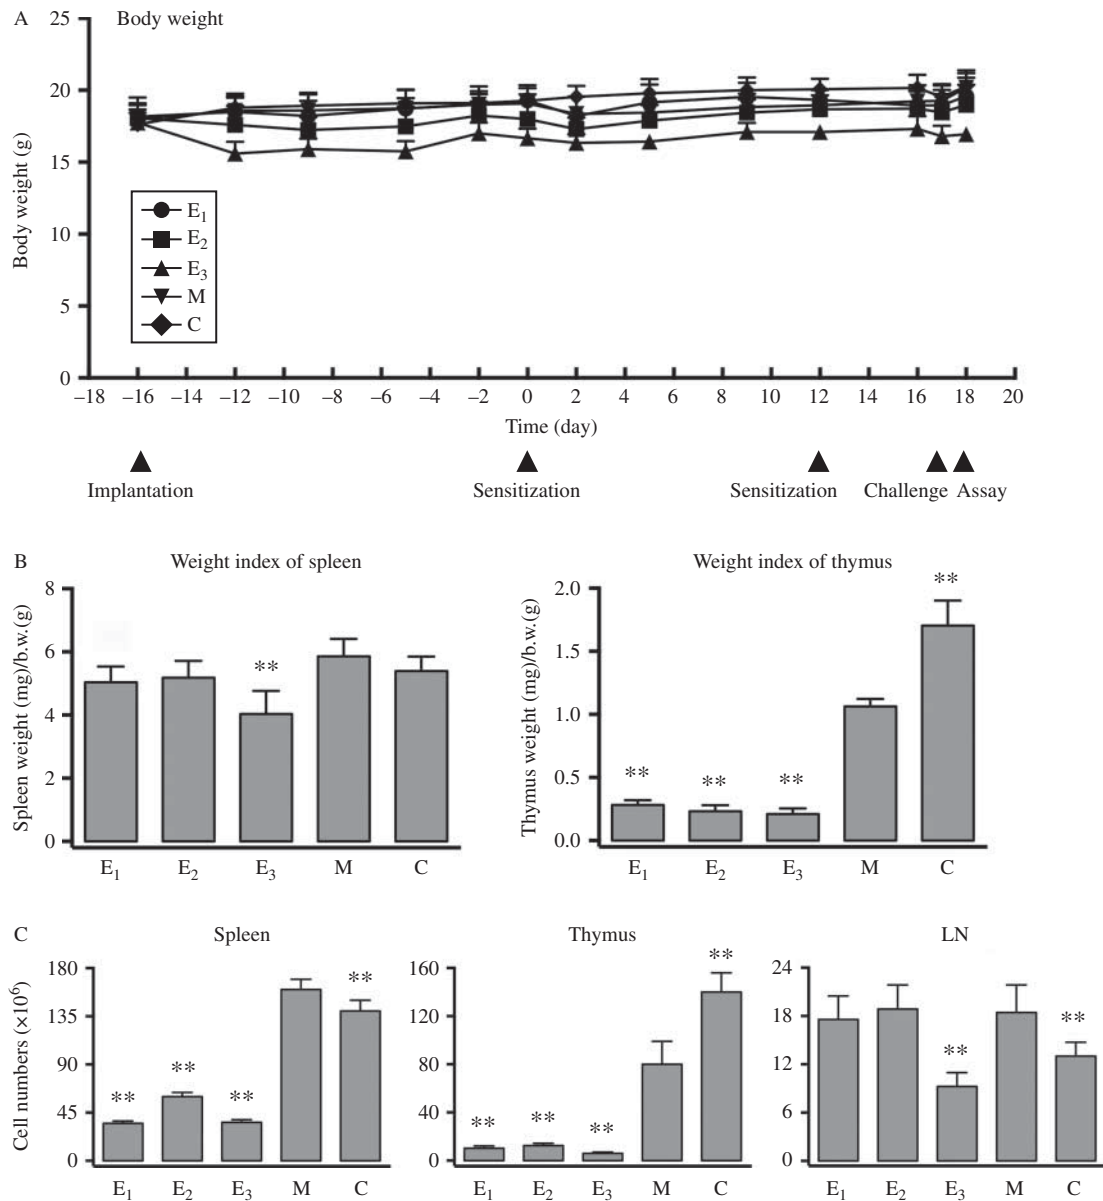 A Body weight
25
20
15
10
5
0
Body weight (g)
E1
E2
E3
M
C
–18 –16 –14 –12 –10 –8 –6 –4 –2 0 2 4 6 8 10 12 14 16 18 20
Time (day)
Implantation Sensitization Sensitization Challenge Assay
B Weight index of spleen
8
6
4
2
0
Spleen weight (mg)/b.w.(g)
**
E1 E2 E3 M C
Weight index of thymus
2.0
1.5
1.0
0.5
0.0
Thymus weight (mg)/b.w.(g)
** ** ** **
E1 E2 E3 M C
C Spleen
180
135
90
45
0
Cell numbers (×10⁶)
** ** ** **
E1 E2 E3 M C
Thymus
160
120
80
40
0
** ** ** **
E1 E2 E3 M C
LN
24
18
12
6
0
** **
E1 E2 E3 M C